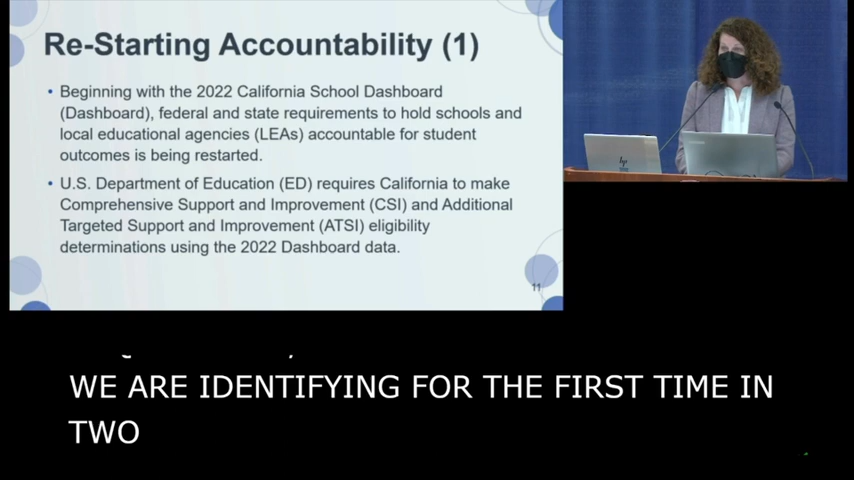 Re-Starting Accountability (1)
• Beginning with the 2022 California School Dashboard
(Dashboard), federal and state requirements to hold schools and
local educational agencies (LEAs) accountable for student
outcomes is being restarted.
• U.S. Department of Education (ED) requires California to make
Comprehensive Support and Improvement (CSI) and Additional
Targeted Support and Improvement (ATSI) eligibility
determinations using the 2022 Dashboard data.
11
hp
WE ARE IDENTIFYING FOR THE FIRST TIME IN
TWO